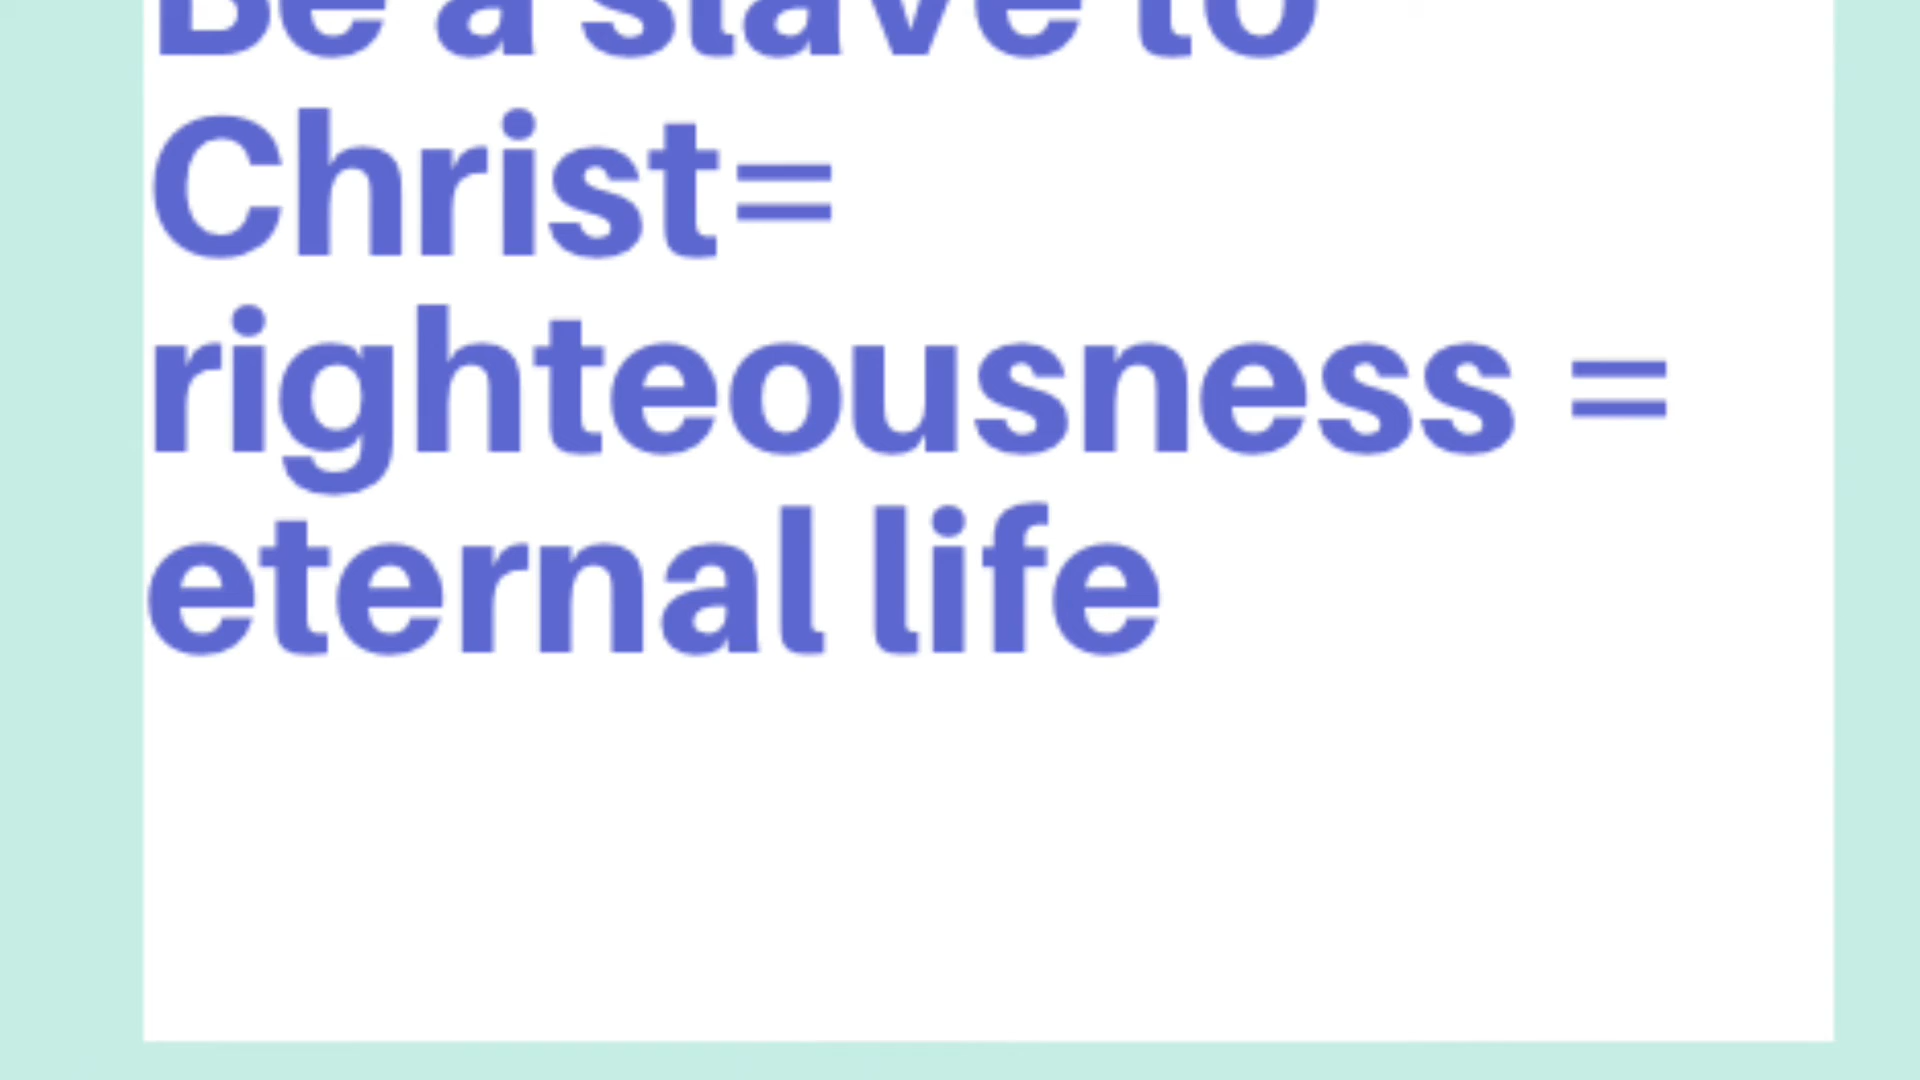 Be a slave to
Christ=
righteousness =
eternal life